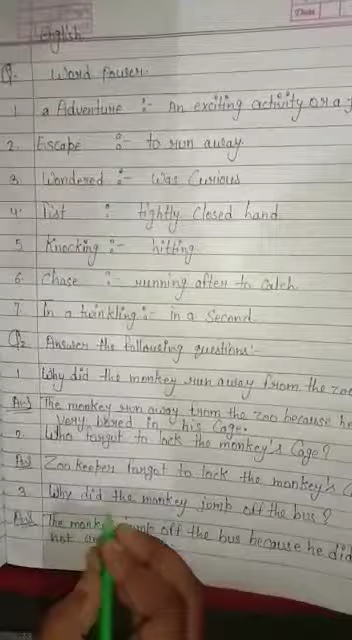 Date
English
Q. Word Power
1. a Adventure :- An exciting activity or a
2. Escape :- to run away
3. Wondered :- was Curious
4. Fist : tightly Closed hand
5. Knocking :- hitting
6. Chase :- running after to catch
7. In a twinkling :- in a Second
Q2 Answer the following questions:-
1. Why did the monkey run away from the zoo
Ans The monkey run away from the zoo because he
very bored in his Cage.
2. Who forgot to lock the monkey's Cage?
Ans Zoo keeper forgot to lock the monkey's
3. Why did the monkey jomb off the bus?
Ans The monkey jomb off the bus because he did
not